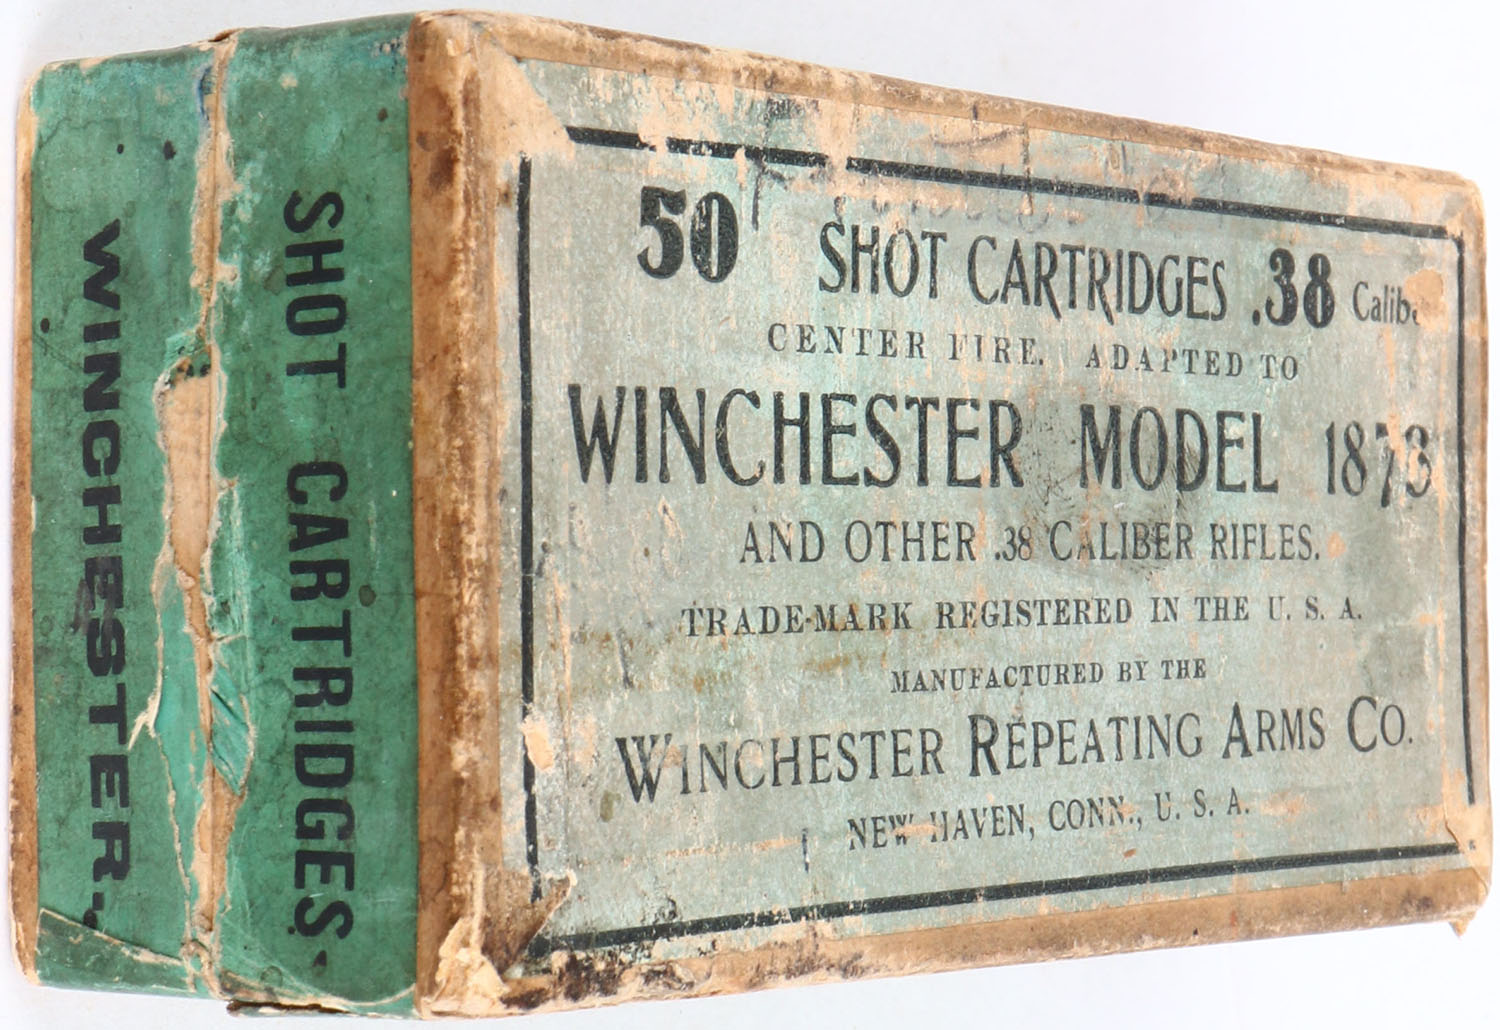 50 SHOT CARTRIDGES .38
CENTER FIRE. ADAPTED TO
WINCHESTER MODEL 1873
AND OTHER .38 CALIBER RIFLES.
TRADE-MARK REGISTERED IN THE U. S. A.
MANUFACTURED BY THE
WINCHESTER REPEATING ARMS CO.
NEW HAVEN, CONN., U. S. A.
SHOT CARTRIDGES.
WINCHESTER.